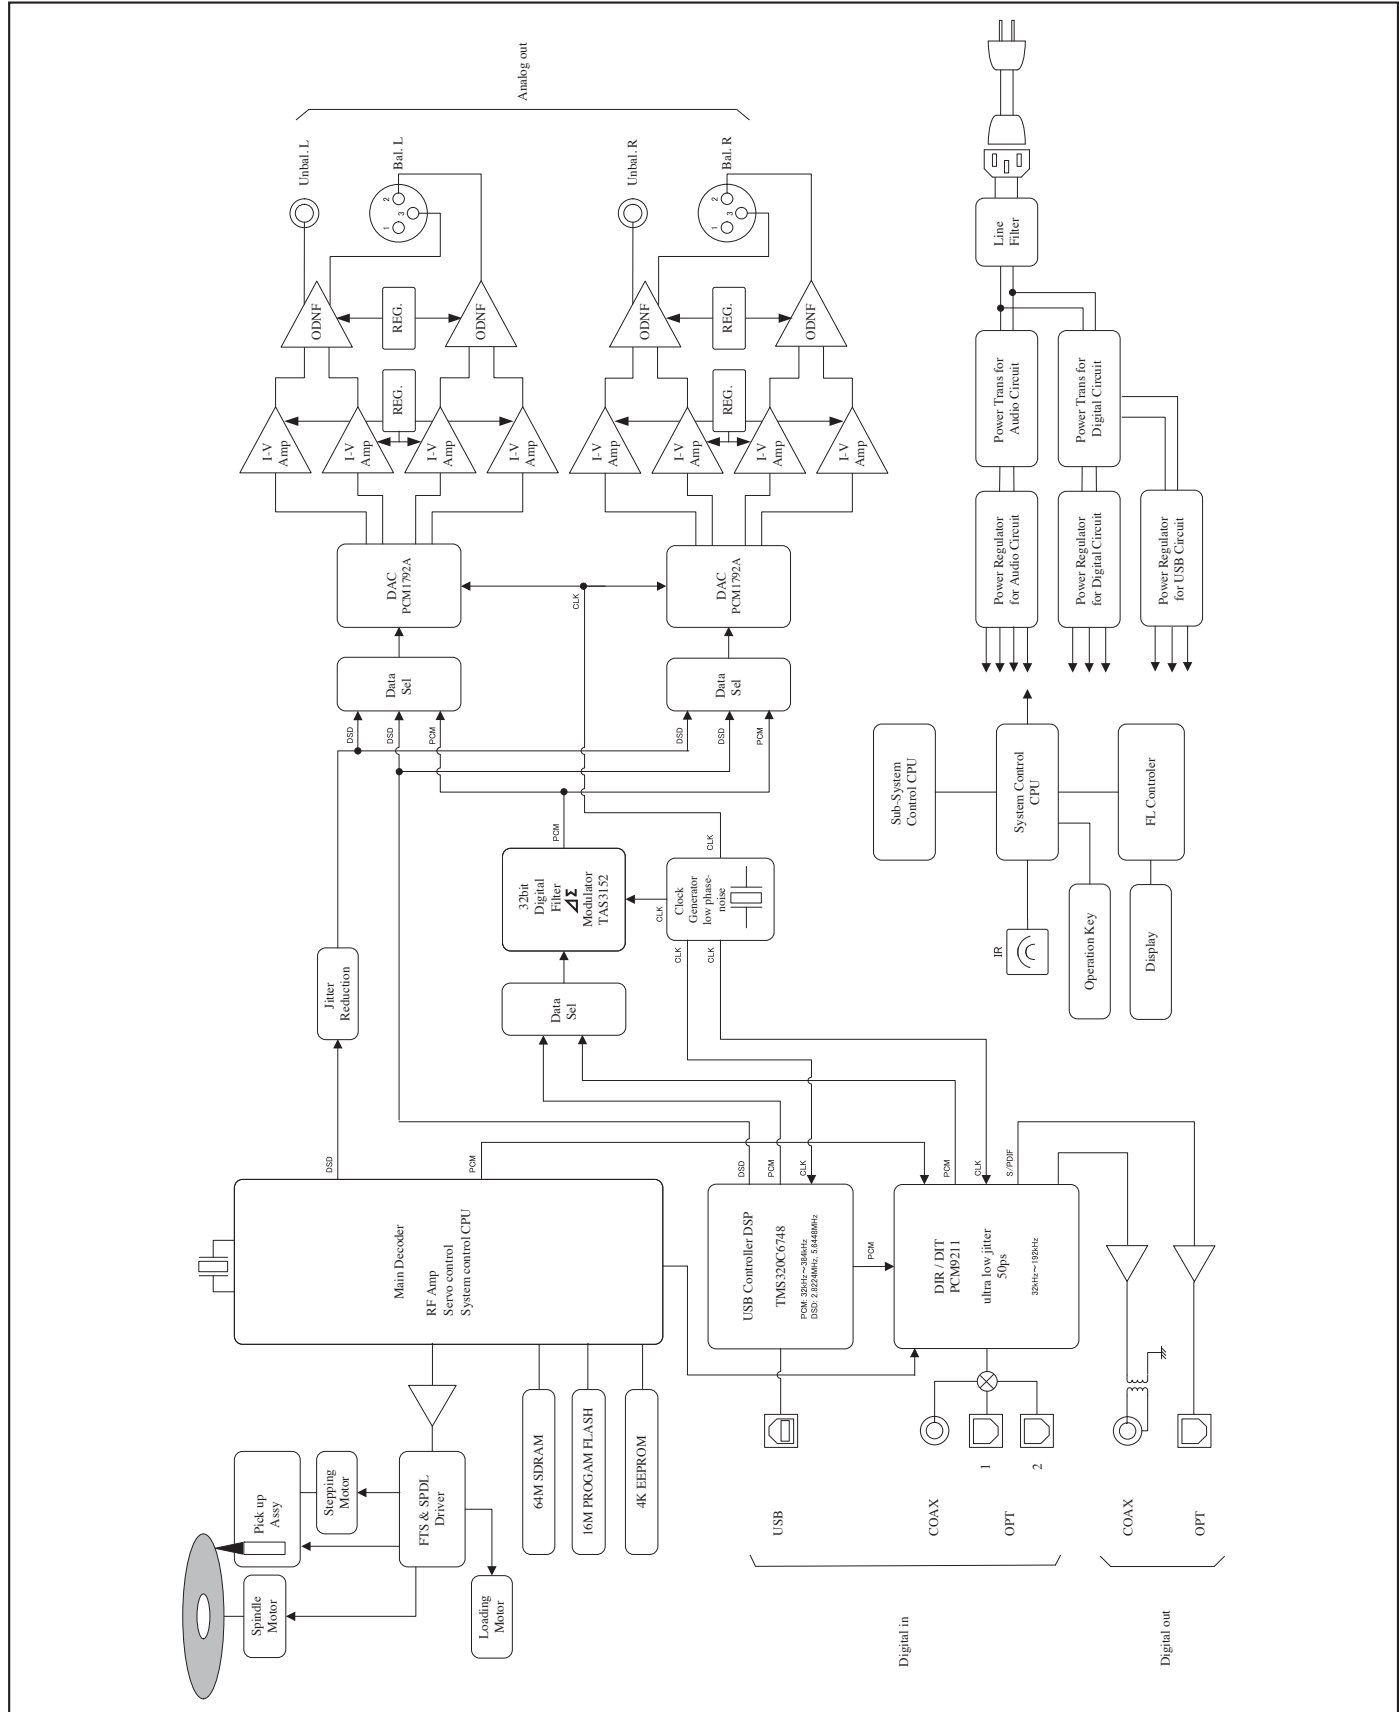 Spindle
Motor
Pick up
Assy
Stepping
Motor
FTS & SPDL
Driver
Loading
Motor
Main Decoder
RF Amp
Servo control
System control CPU
64M SDRAM
16M PROGAM FLASH
4K EEPROM
DSD
PCM
Jitter
Reduction
DSD
DSD
PCM
Data
Sel
DAC
PCM1792A
I-V
Amp
I-V
Amp
I-V
Amp
I-V
Amp
REG.
ODNF
REG.
ODNF
Unbal. L
1
2
3
Bal. L
Analog out
Data
Sel
32bit
Digital
Filter
ΔΣ
Modulator
TAS3152
PCM
CLK
Clock
Generator
low phase-
noise
CLK
CLK
CLK
CLK
DSD
DSD
PCM
Data
Sel
DAC
PCM1792A
I-V
Amp
I-V
Amp
I-V
Amp
I-V
Amp
REG.
ODNF
REG.
ODNF
Unbal. R
1
2
3
Bal. R
Digital in
USB
USB Controller DSP
TMS320C6748
PCM: 32kHz~384kHz
DSD: 2.8224MHz, 5.6448MHz
DSD
PCM
CLK
PCM
COAX
OPT
1
2
DIR / DIT
PCM9211
ultra low jitter
50ps
32kHz~192kHz
PCM
CLK
S/PDIF
Digital out
COAX
OPT
Sub-System
Control CPU
System Control
CPU
IR
Operation Key
FL Controler
Display
Power Regulator
for Audio Circuit
Power Trans for
Audio Circuit
Line
Filter
Power Regulator
for Digital Circuit
Power Trans for
Digital Circuit
Power Regulator
for USB Circuit